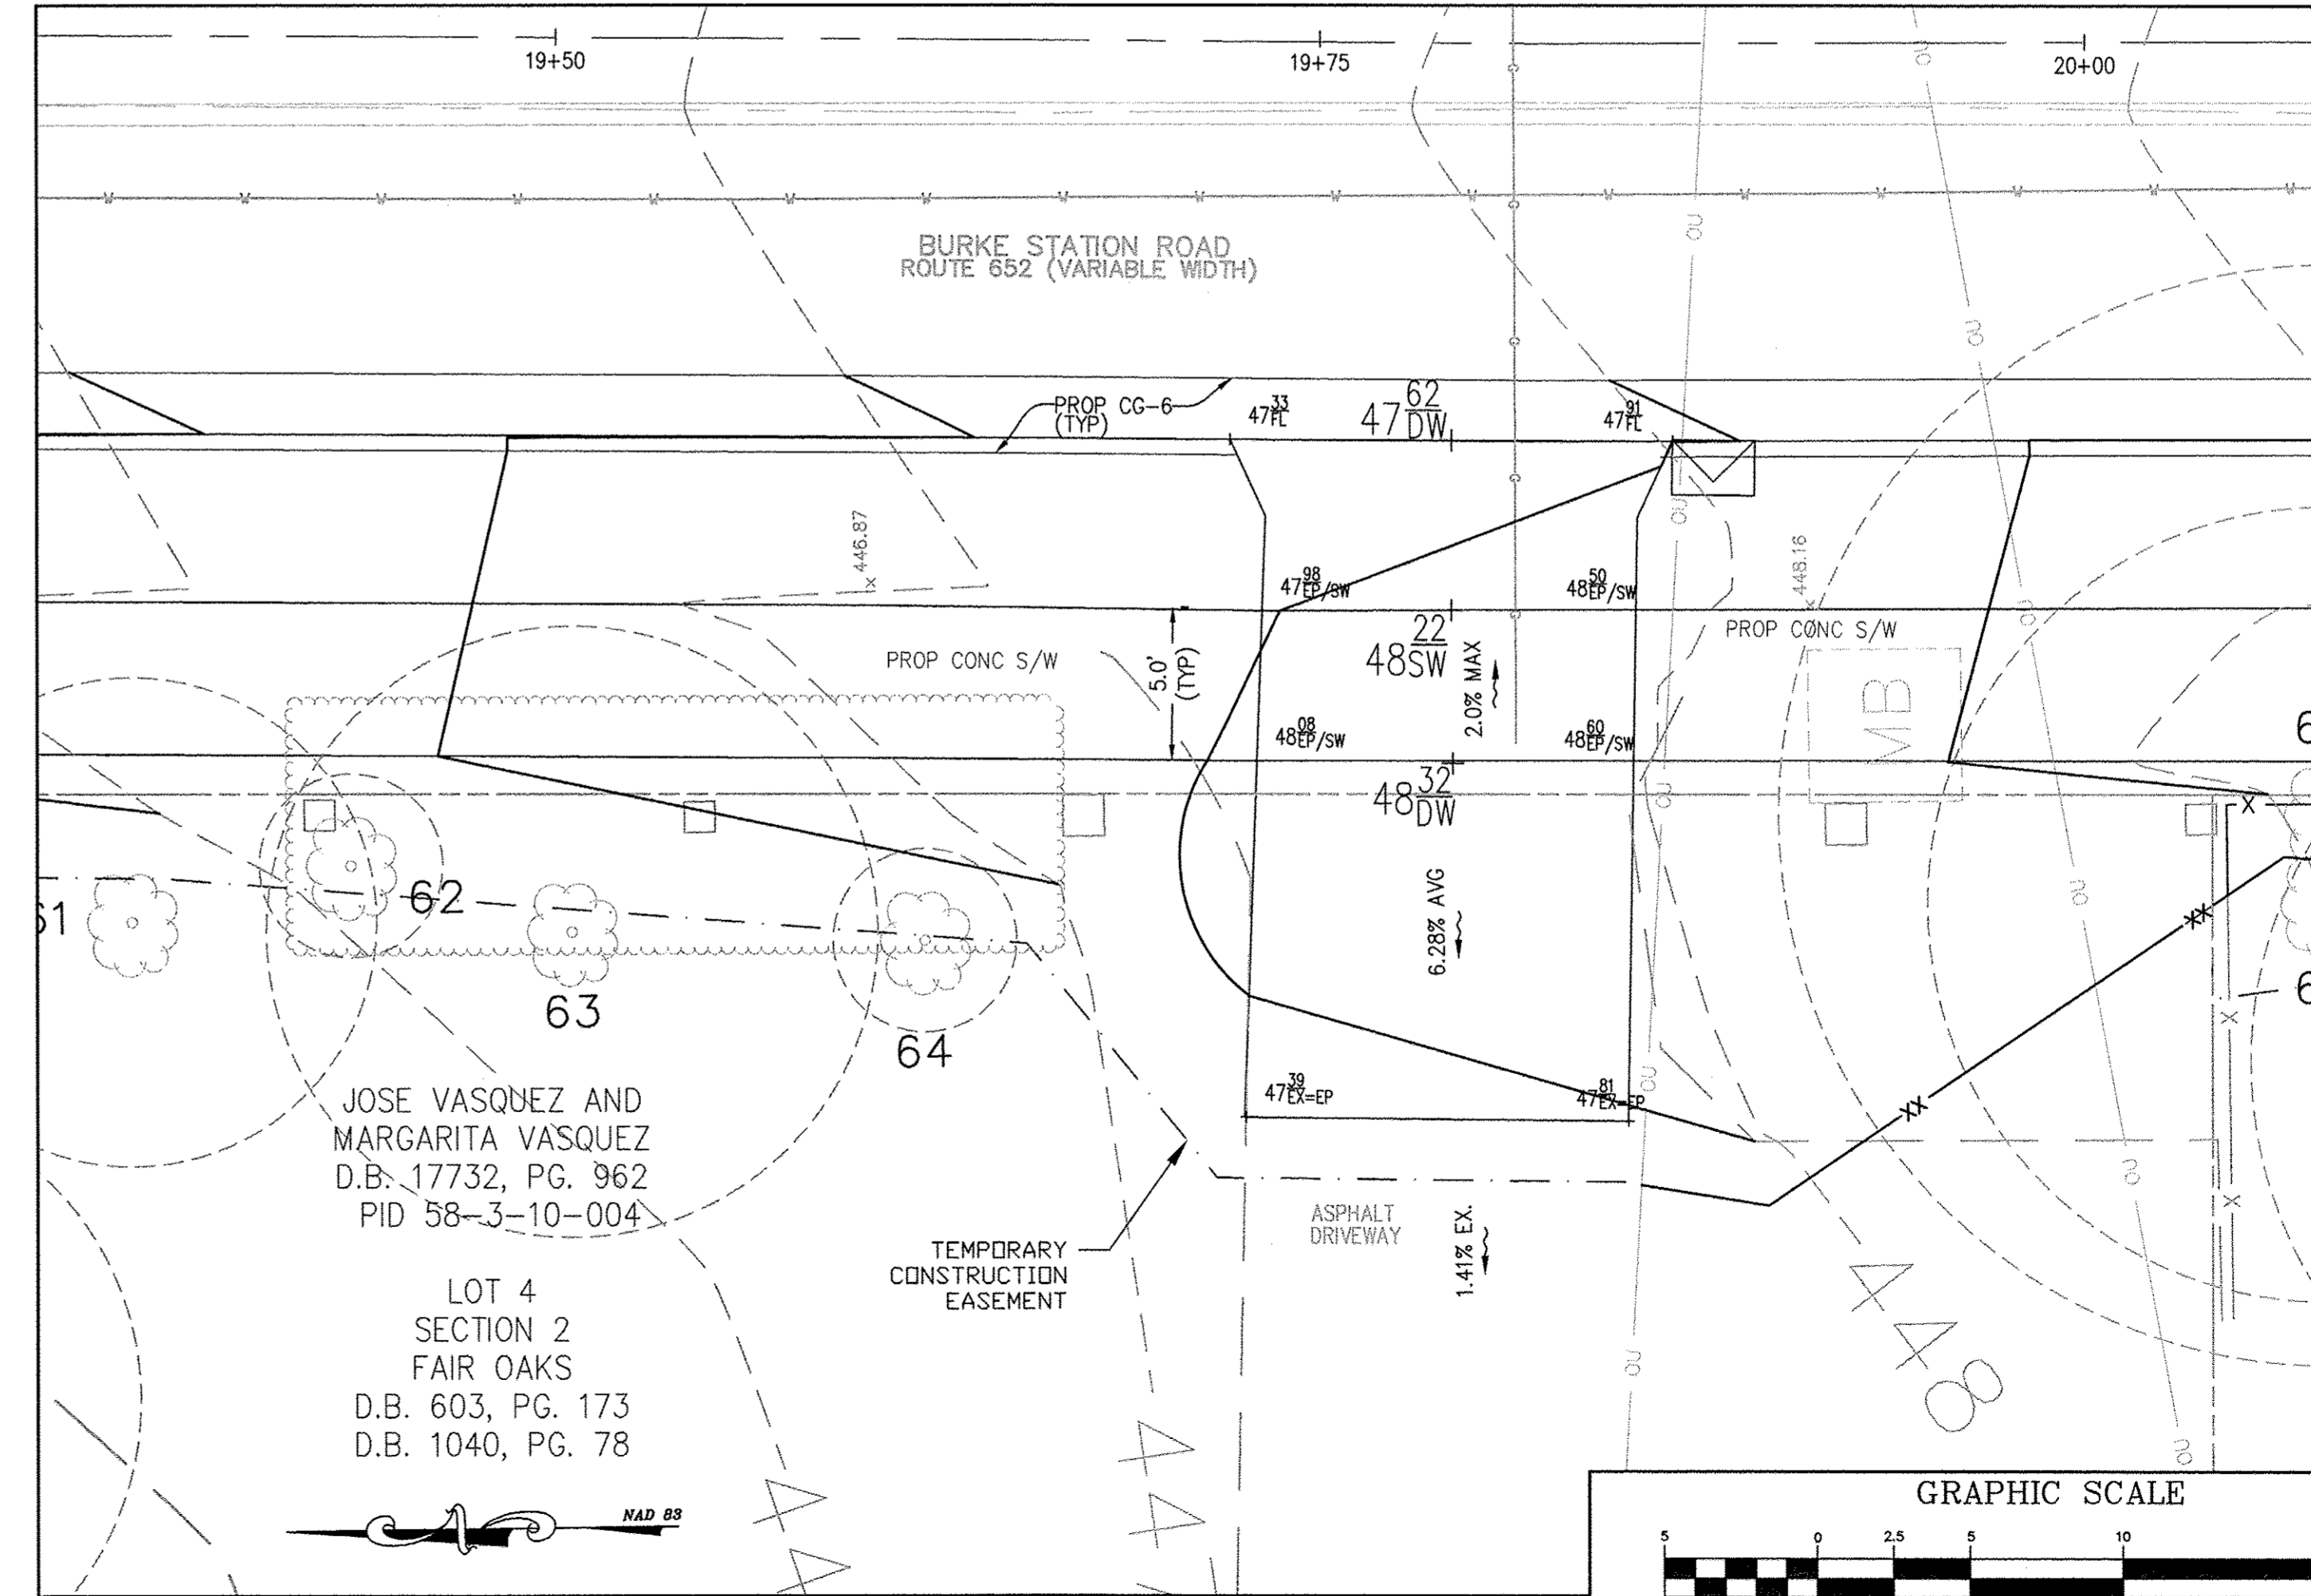 19+50
19+75
20+00
BURKE STATION ROAD
ROUTE 652 (VARIABLE WIDTH)
PROP CG-6
(TYP)
47 33 FL
47 62 DW
47 91 FL
446.87
47 98 EP/SW
48 50 EP/SW
448.16
PROP CONC S/W
5.0'
(TYP)
48 22 SW
2.0% MAX
PROP CONC S/W
48 08 EP/SW
48 60 EP/SW
MB
48 32 DW
62
63
64
6.28% AVG
47 39 EX=EP
47 81 EX=EP
JOSE VASQUEZ AND
MARGARITA VASQUEZ
D.B. 17732, PG. 962
PID 58-3-10-004
TEMPORARY
CONSTRUCTION
EASEMENT
ASPHALT
DRIVEWAY
1.41% EX.
LOT 4
SECTION 2
FAIR OAKS
D.B. 603, PG. 173
D.B. 1040, PG. 78
448
NAD 83
GRAPHIC SCALE
5 0 2.5 5 10